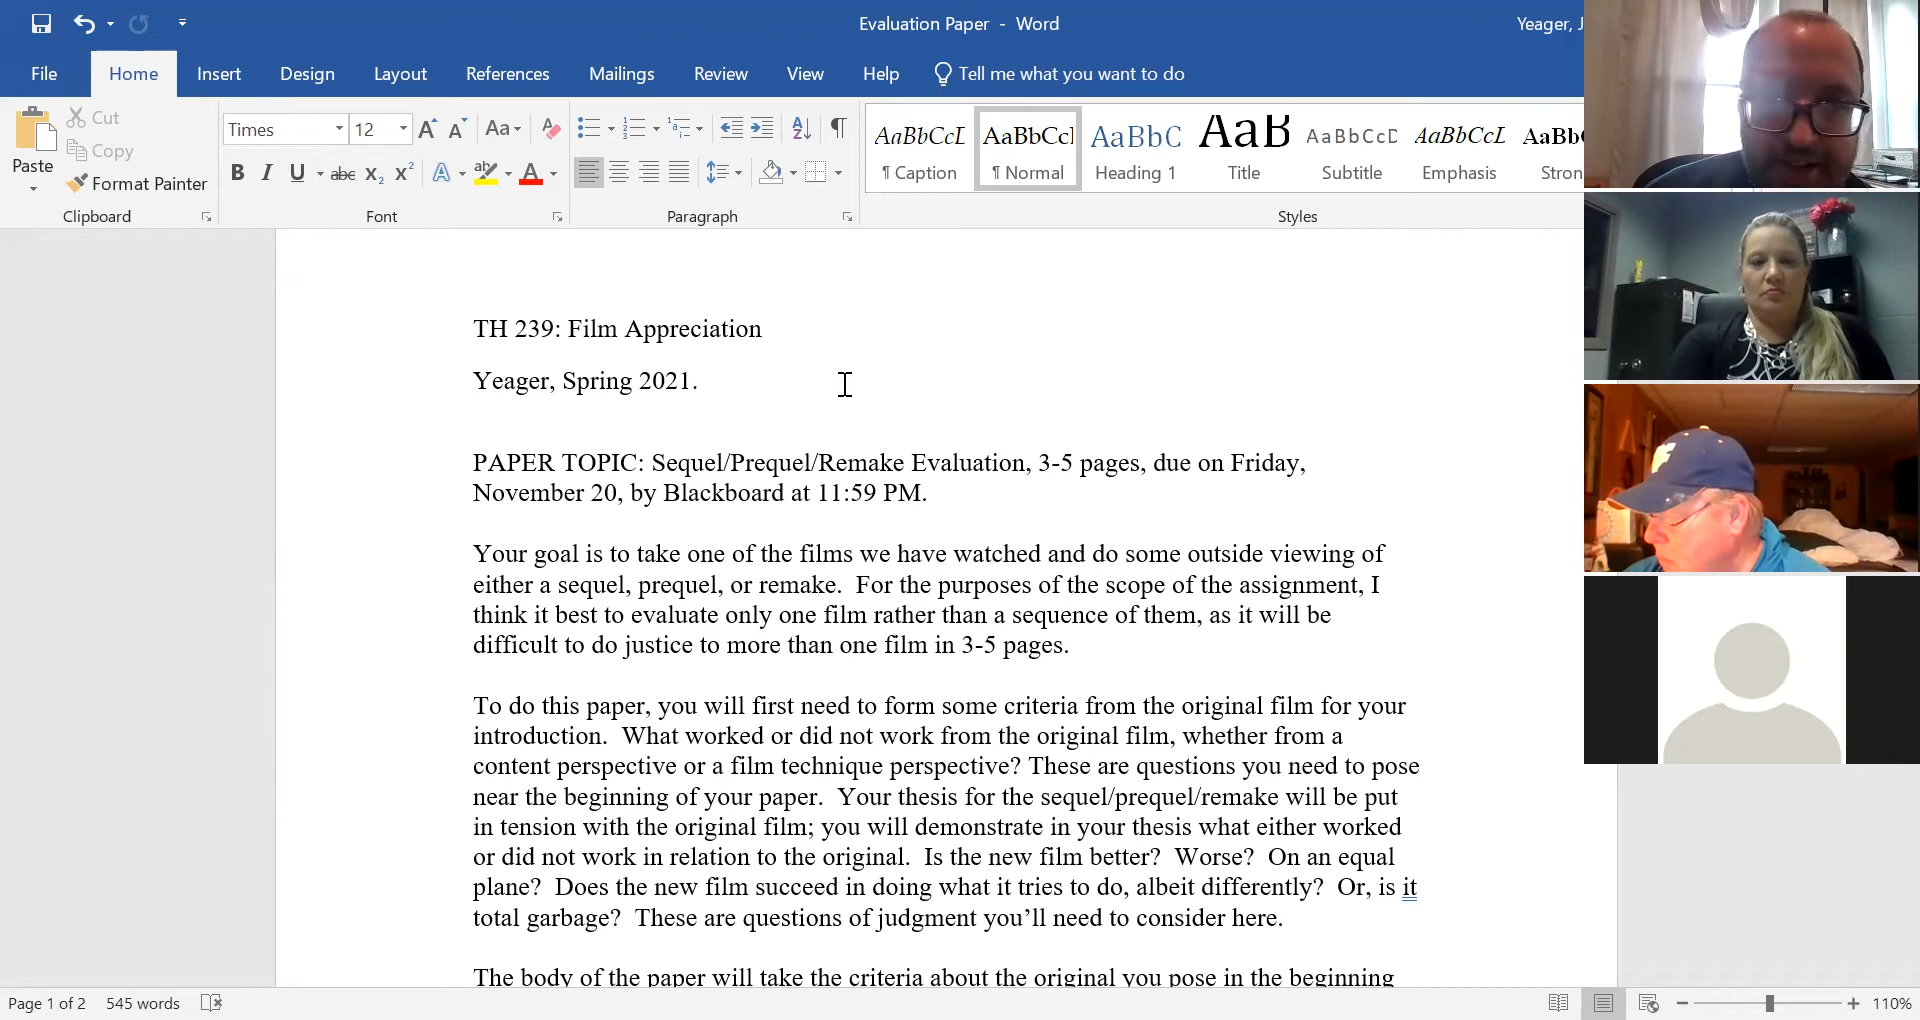 Evaluation Paper - Word
Yeager, J
File Home Insert Design Layout References Mailings Review View Help Tell me what you want to do
Paste
Cut
Copy
Format Painter
Clipboard
Times 12
Aa
B I U abc X₂ X² A ab A
Font
Paragraph
AaBbCcL AaBbCcI AaBbC AaB AaBbCcD AaBbCcL AaBb
¶ Caption ¶ Normal Heading 1 Title Subtitle Emphasis Stron
Styles
TH 239: Film Appreciation
Yeager, Spring 2021.
PAPER TOPIC: Sequel/Prequel/Remake Evaluation, 3-5 pages, due on Friday,
November 20, by Blackboard at 11:59 PM.
Your goal is to take one of the films we have watched and do some outside viewing of
either a sequel, prequel, or remake.  For the purposes of the scope of the assignment, I
think it best to evaluate only one film rather than a sequence of them, as it will be
difficult to do justice to more than one film in 3-5 pages.
To do this paper, you will first need to form some criteria from the original film for your
introduction.  What worked or did not work from the original film, whether from a
content perspective or a film technique perspective? These are questions you need to pose
near the beginning of your paper.  Your thesis for the sequel/prequel/remake will be put
in tension with the original film; you will demonstrate in your thesis what either worked
or did not work in relation to the original.  Is the new film better?  Worse?  On an equal
plane?  Does the new film succeed in doing what it tries to do, albeit differently?  Or, is it
total garbage?  These are questions of judgment you’ll need to consider here.
The body of the paper will take the criteria about the original you pose in the beginning
Page 1 of 2 545 words
110%